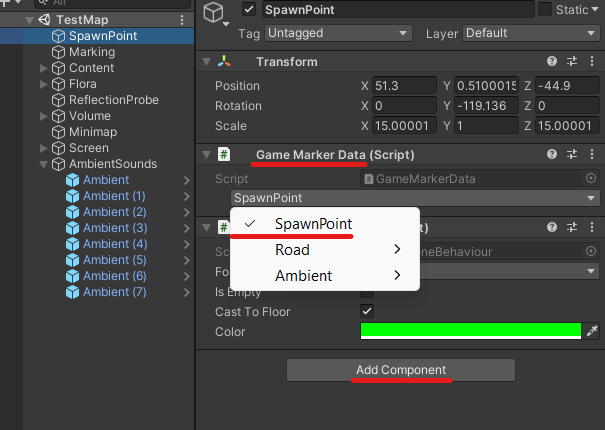 All
TestMap
SpawnPoint
Marking
Content
Flora
ReflectionProbe
Volume
Minimap
Screen
AmbientSounds
Ambient
Ambient (1)
Ambient (2)
Ambient (3)
Ambient (4)
Ambient (5)
Ambient (6)
Ambient (7)
SpawnPoint Static
Tag Untagged Layer Default
Transform
Position X 51.3 Y 0.5100015 Z -44.9
Rotation X 0 Y -119.136 Z 0
Scale X 15.00001 Y 1 Z 15.00001
# Game Marker Data (Script)
Script GameMarkerData
SpawnPoint
SpawnPoint
Road
Ambient
Is Empty
Cast To Floor
Color
Add Component